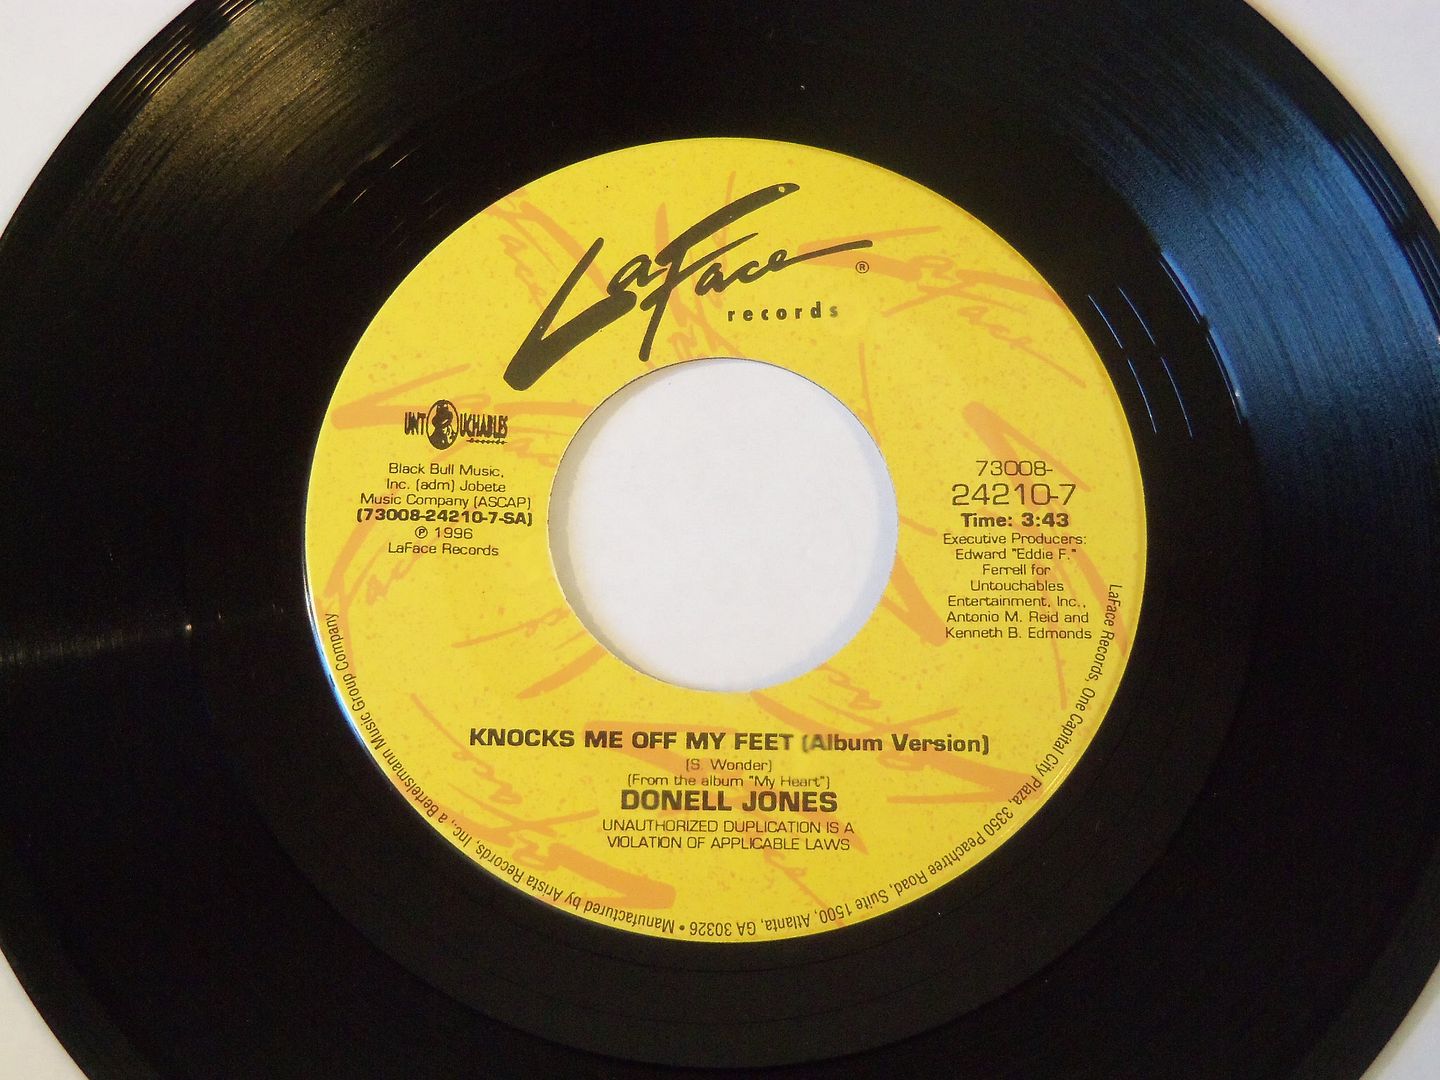 LaFace ®
records
UNTOUCHABLES
records
Black Bull Music,
Inc. (adm) Jobete
Music Company (ASCAP)
(73008-24210-7-SA)
℗ 1996
LaFace Records
73008-
24210-7
Time: 3:43
Executive Producers:
Edward "Eddie F."
Ferrell for
Untouchables
Entertainment, Inc.,
Antonio M. Reid and
Kenneth B. Edmonds
KNOCKS ME OFF MY FEET (Album Version)
(S. Wonder)
(From the album "My Heart")
DONELL JONES
UNAUTHORIZED DUPLICATION IS A
VIOLATION OF APPLICABLE LAWS
LaFace Records, One Capital City Plaza, 3350 Peachtree Road, Suite 1500, Atlanta, GA 30326 • Manufactured by Arista Records, Inc., a Bertelsmann Music Group Company